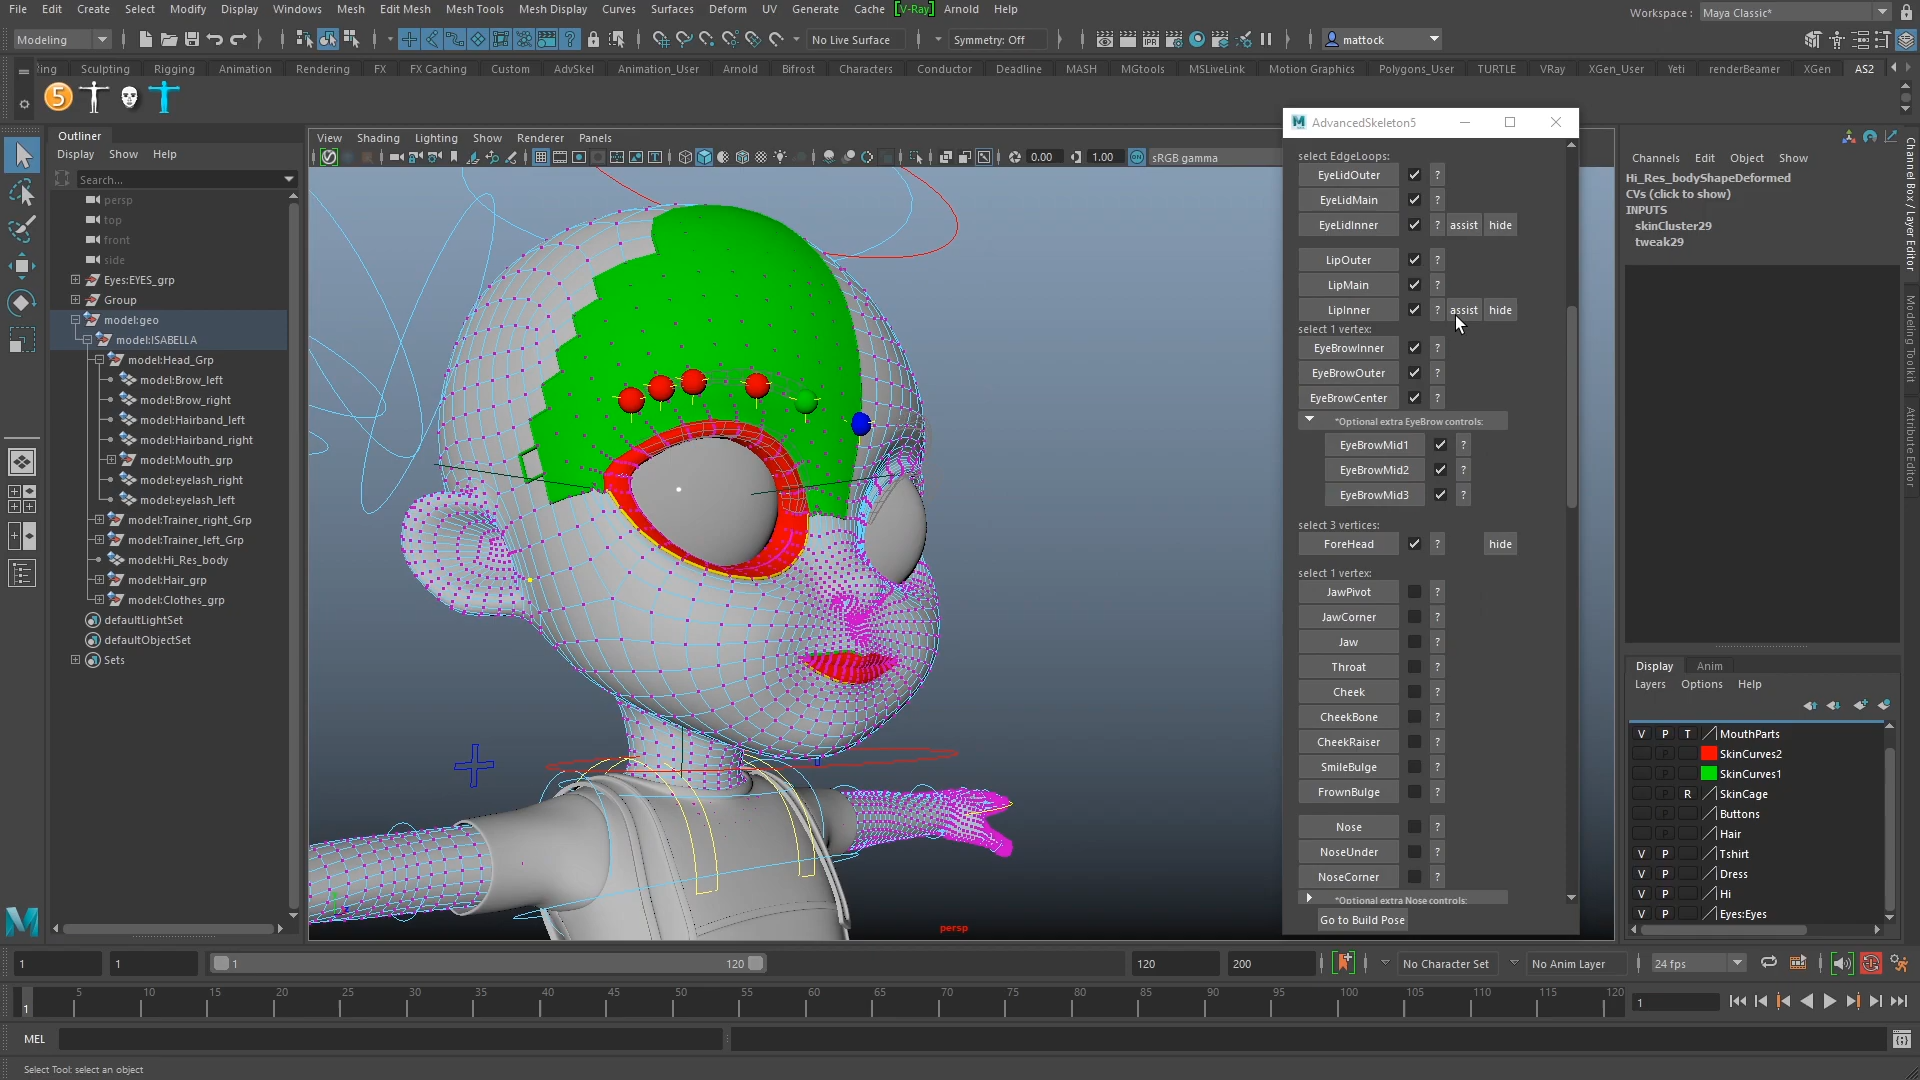 File Edit Create Select Modify Display Windows Mesh Edit Mesh Mesh Tools Mesh Display Curves Surfaces Deform UV Generate Cache [V-Ray] Arnold Help
Workspace : Maya Classic*
Modeling No Live Surface Symmetry: Off mattock
Sculpting Rigging Animation Rendering FX FX Caching Custom AdvSkel Animation_User Arnold Bifrost Characters Conductor Deadline MASH MGtools MSLiveLink Motion Graphics Polygons_User TURTLE VRay XGen_User Yeti renderBeamer XGen AS2
5
Outliner
Display Show Help
Search...
persp
top
front
side
Eyes:EYES_grp
Group
model:geo
model:ISABELLA
model:Head_Grp
model:Brow_left
model:Brow_right
model:Hairband_left
model:Hairband_right
model:Mouth_grp
model:eyelash_right
model:eyelash_left
model:Trainer_right_Grp
model:Trainer_left_Grp
model:Hi_Res_body
model:Hair_grp
model:Clothes_grp
defaultLightSet
defaultObjectSet
Sets
View Shading Lighting Show Renderer Panels
0.00 1.00 ON sRGB gamma
persp
AdvancedSkeleton5
select EdgeLoops:
EyeLidOuter ?
EyeLidMain ?
EyeLidInner ? assist hide
LipOuter ?
LipMain ?
LipInner ? assist hide
select 1 vertex:
EyeBrowInner ?
EyeBrowOuter ?
EyeBrowCenter ?
*Optional extra EyeBrow controls:
EyeBrowMid1 ?
EyeBrowMid2 ?
EyeBrowMid3 ?
select 3 vertices:
ForeHead ? hide
select 1 vertex:
JawPivot ?
JawCorner ?
Jaw ?
Throat ?
Cheek ?
CheekBone ?
CheekRaiser ?
SmileBulge ?
FrownBulge ?
Nose ?
NoseUnder ?
NoseCorner ?
*Optional extra Nose controls:
Go to Build Pose
Channels Edit Object Show
Hi_Res_bodyShapeDeformed
CVs (click to show)
INPUTS
skinCluster29
tweak29
Channel Box / Layer Editor
Modeling Toolkit
Attribute Editor
Display Anim
Layers Options Help
V P T MouthParts
P SkinCurves2
P SkinCurves1
P R SkinCage
P Buttons
P Hair
V P Tshirt
V P Dress
V P Hi
V P Eyes:Eyes
1 1 1 120 120 200 No Character Set No Anim Layer 24 fps
5 10 15 20 25 30 35 40 45 50 55 60 65 70 75 80 85 90 95 100 105 110 115 120
1 1
MEL
Select Tool: select an object